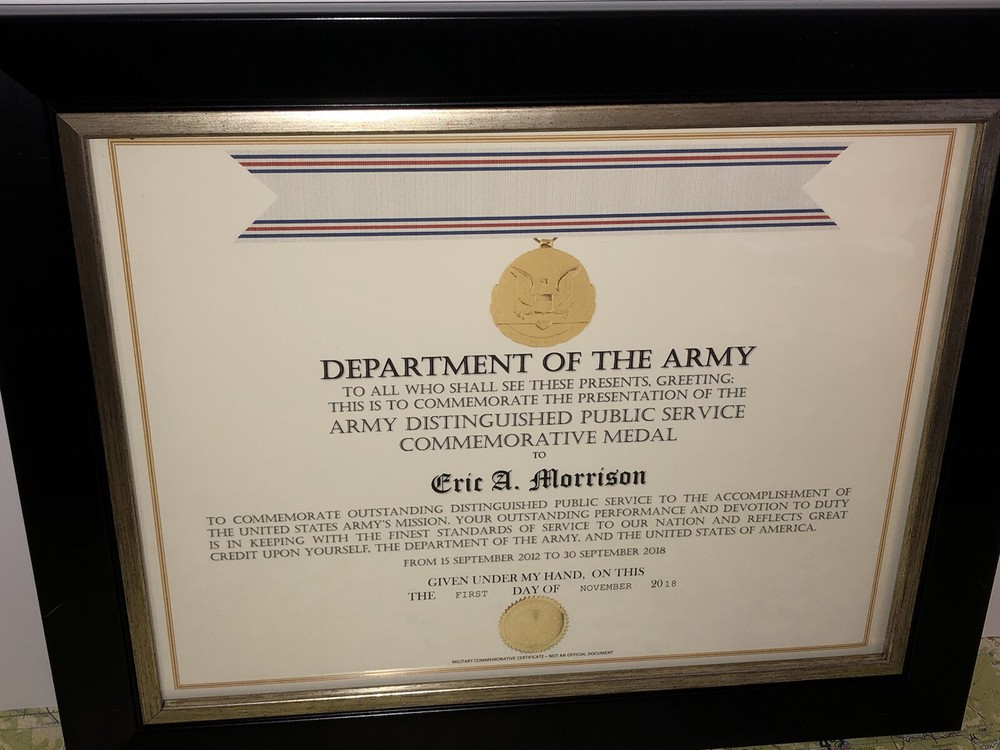 DEPARTMENT OF THE ARMY
TO ALL WHO SHALL SEE THESE PRESENTS, GREETING:
THIS IS TO COMMEMORATE THE PRESENTATION OF THE
ARMY DISTINGUISHED PUBLIC SERVICE
COMMEMORATIVE MEDAL
TO
Eric A. Morrison
TO COMMEMORATE OUTSTANDING DISTINGUISHED PUBLIC SERVICE TO THE ACCOMPLISHMENT OF
THE UNITED STATES ARMY'S MISSION. YOUR OUTSTANDING PERFORMANCE AND DEVOTION TO DUTY
IS IN KEEPING WITH THE FINEST STANDARDS OF SERVICE TO OUR NATION AND REFLECTS GREAT
CREDIT UPON YOURSELF, THE DEPARTMENT OF THE ARMY, AND THE UNITED STATES OF AMERICA.
FROM 15 SEPTEMBER 2012 TO 30 SEPTEMBER 2018
GIVEN UNDER MY HAND, ON THIS
THE FIRST DAY OF NOVEMBER 2018
MILITARY COMMEMORATIVE CERTIFICATE - NOT AN OFFICIAL DOCUMENT